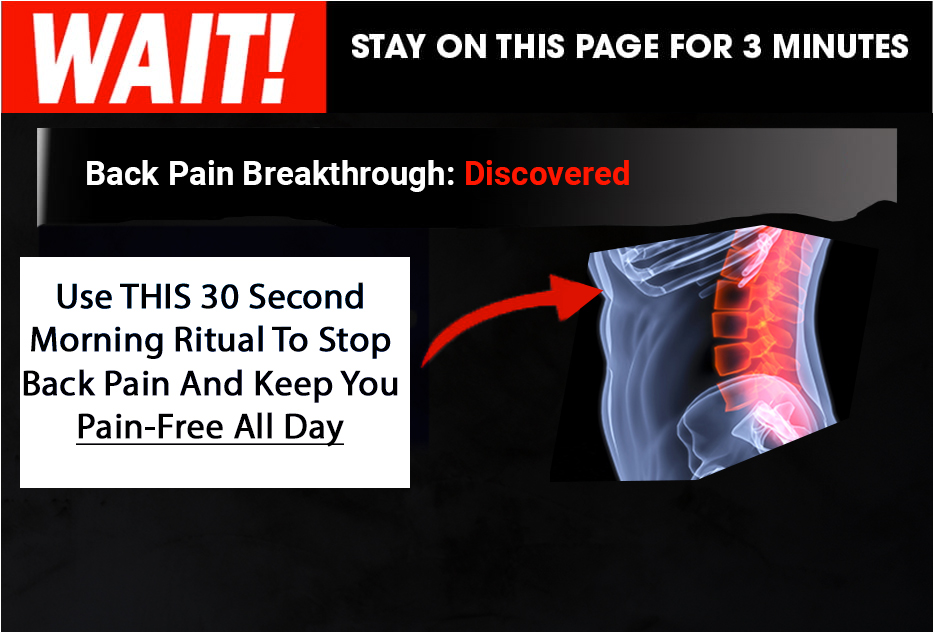 WAIT!
STAY ON THIS PAGE FOR 3 MINUTES
Back Pain Breakthrough: Discovered
Use THIS 30 Second
Morning Ritual To Stop
Back Pain And Keep You
Pain-Free All Day